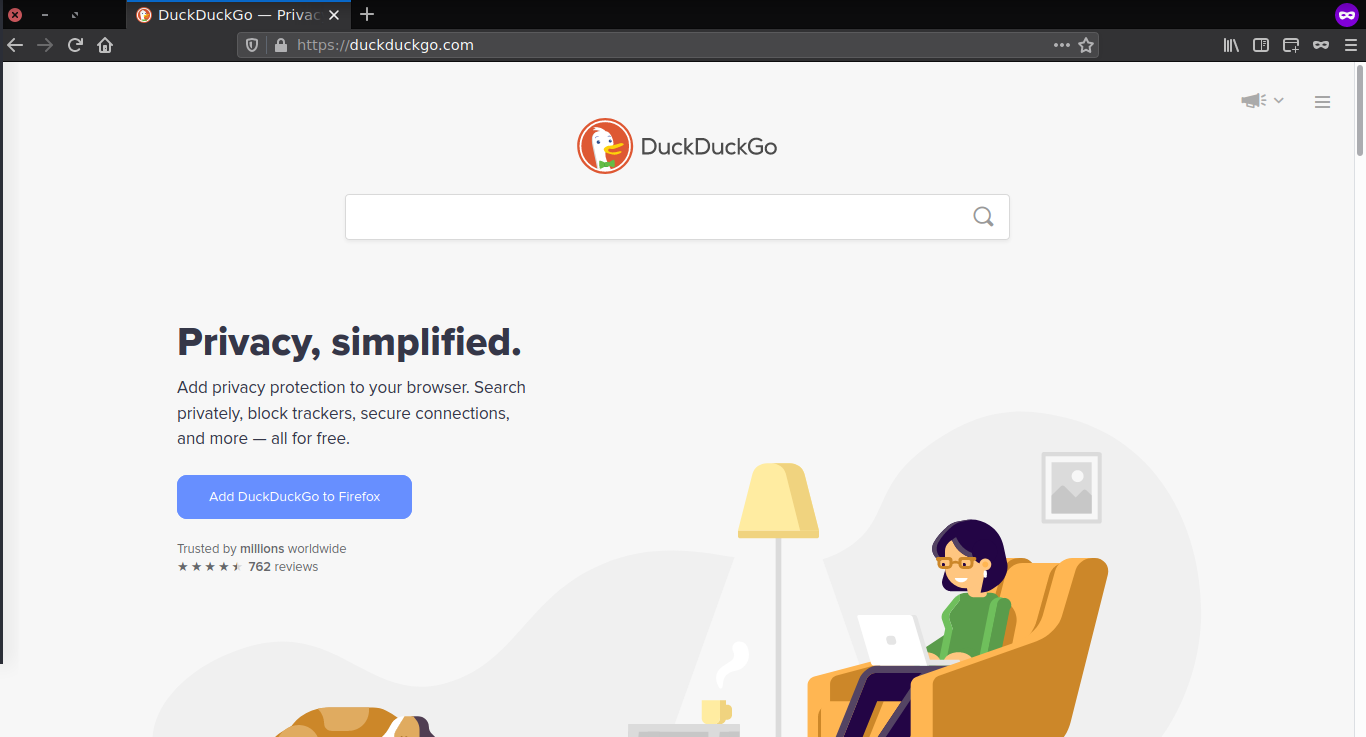 DuckDuckGo — Privac
https://duckduckgo.com
DuckDuckGo
Privacy, simplified.
Add privacy protection to your browser. Search
privately, block trackers, secure connections,
and more — all for free.
Add DuckDuckGo to Firefox
Trusted by millions worldwide
762 reviews